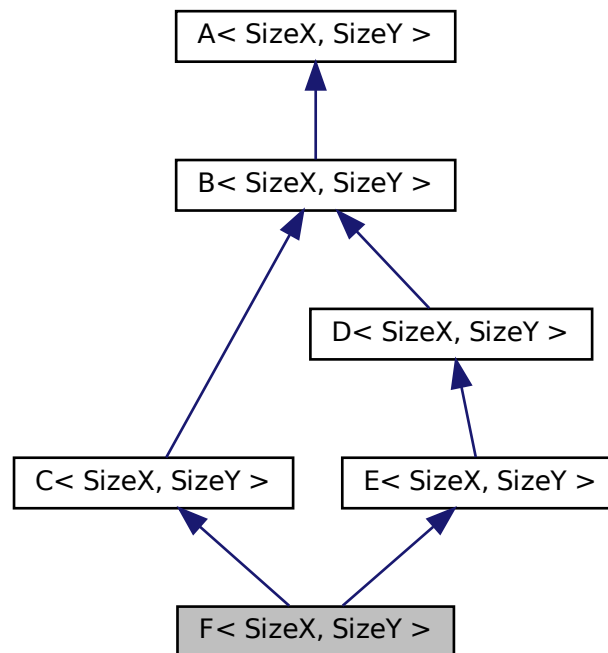 A< SizeX, SizeY >
B< SizeX, SizeY >
D< SizeX, SizeY >
C< SizeX, SizeY >
E< SizeX, SizeY >
F< SizeX, SizeY >